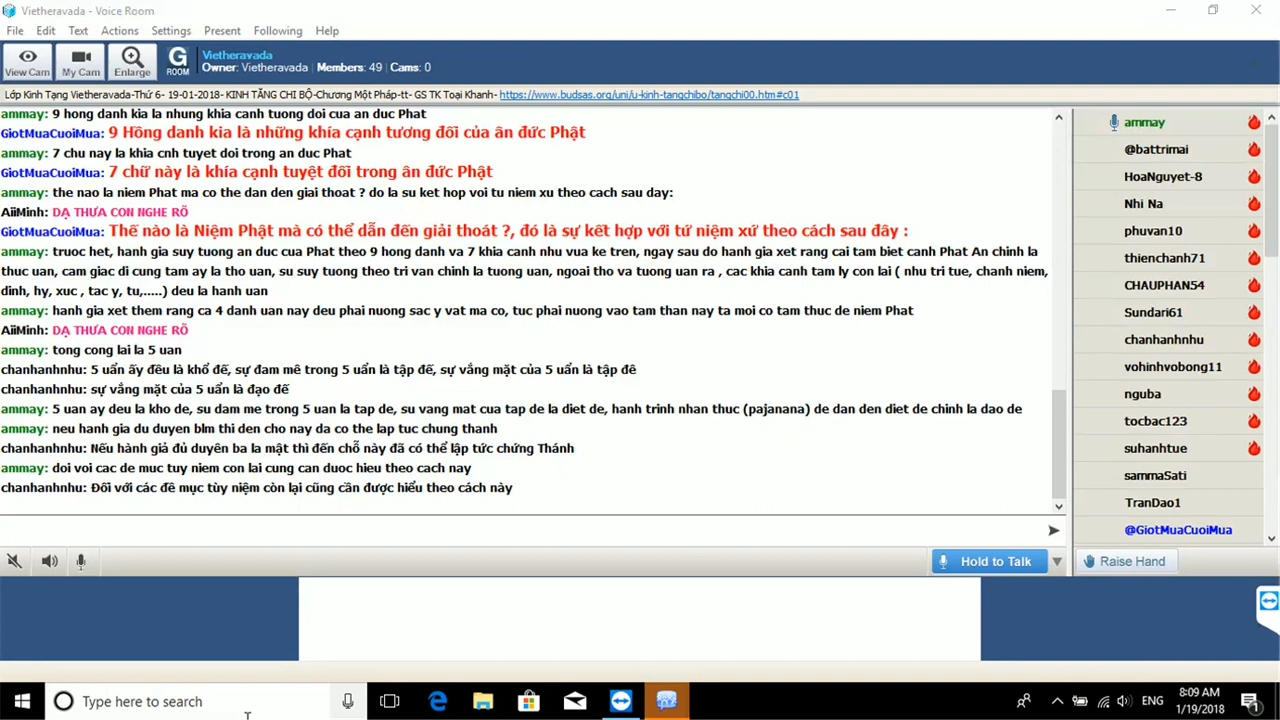 Vietheravada - Voice Room
File Edit Text Actions Settings Present Following Help
View Cam My Cam Enlarge G ROOM
Vietheravada
Owner: Vietheravada | Members: 49 | Cams: 0
Lớp Kinh Tạng Vietheravada-Thứ 6- 19-01-2018- KINH TĂNG CHI BỘ-Chương Một Pháp-tt- GS TK Toại Khanh- https://www.budsas.org/uni/u-kinh-tangchibo/tangchi00.htm#c01
ammay: 9 hong danh kia la nhung khia canh tuong doi cua an duc Phat
GiotMuaCuoiMua: 9 Hồng danh kia là những khía cạnh tương đối của ân đức Phật
ammay: 7 chu nay la khia cnh tuyet doi trong an duc Phat
GiotMuaCuoiMua: 7 chữ này là khía cạnh tuyệt đối trong ân đức Phật
ammay: the nao la niem Phat ma co the dan den giai thoat ? do la su ket hop voi tu niem xu theo cach sau day:
AiiMinh: DẠ THƯA CON NGHE RÕ
GiotMuaCuoiMua: Thế nào là Niệm Phật mà có thể dẫn đến giải thoát ?, đó là sự kết hợp với tứ niệm xứ theo cách sau đây :
ammay: truoc het, hanh gia suy tuong an duc cua Phat theo 9 hong danh va 7 khia canh nhu vua ke tren, ngay sau do hanh gia xet rang cai tam biet canh Phat An chinh la
thuc uan, cam giac di cung tam ay la tho uan, su suy tuong theo tri van chinh la tuong uan, ngoai tho va tuong uan ra , cac khia canh tam ly con lai ( nhu tri tue, chanh niem,
dinh, hy, xuc , tac y, tu,.....) deu la hanh uan
ammay: hanh gia xet them rang ca 4 danh uan nay deu phai nuong sac y vat ma co, tuc phai nuong vao tam than nay ta moi co tam thuc de niem Phat
AiiMinh: DẠ THƯA CON NGHE RÕ
ammay: tong cong lai la 5 uan
chanhanhnhu: 5 uẩn ấy đêu là khổ đế, sự đam mê trong 5 uẩn là tập đế, sự vắng mặt của 5 uẩn là tập đê
chanhanhnhu: sự vắng mặt của 5 uẩn là đạo đế
ammay: 5 uan ay deu la kho de, su dam me trong 5 uan la tap de, su vang mat cua tap de la diet de, hanh trinh nhan thuc (pajanana) de dan den diet de chinh la dao de
ammay: neu hanh gia du duyen blm thi den cho nay da co the lap tuc chung thanh
chanhanhnhu: Nếu hành giả đủ duyên ba la mật thì đến chỗ này đã có thể lập tức chứng Thánh
ammay: doi voi cac de muc tuy niem con lai cung can duoc hieu theo cach nay
chanhanhnhu: Đối với các đề mục tùy niệm còn lại cũng cần được hiểu theo cách này
ammay
@battrimai
HoaNguyet-8
Nhi Na
phuvan10
thienchanh71
CHAUPHAN54
Sundari61
chanhanhnhu
vohinhvobong11
nguba
tocbac123
suhanhtue
sammaSati
TranDao1
@GiotMuaCuoiMua
Hold to Talk
Raise Hand
Type here to search
ENG
8:09 AM
1/19/2018
1